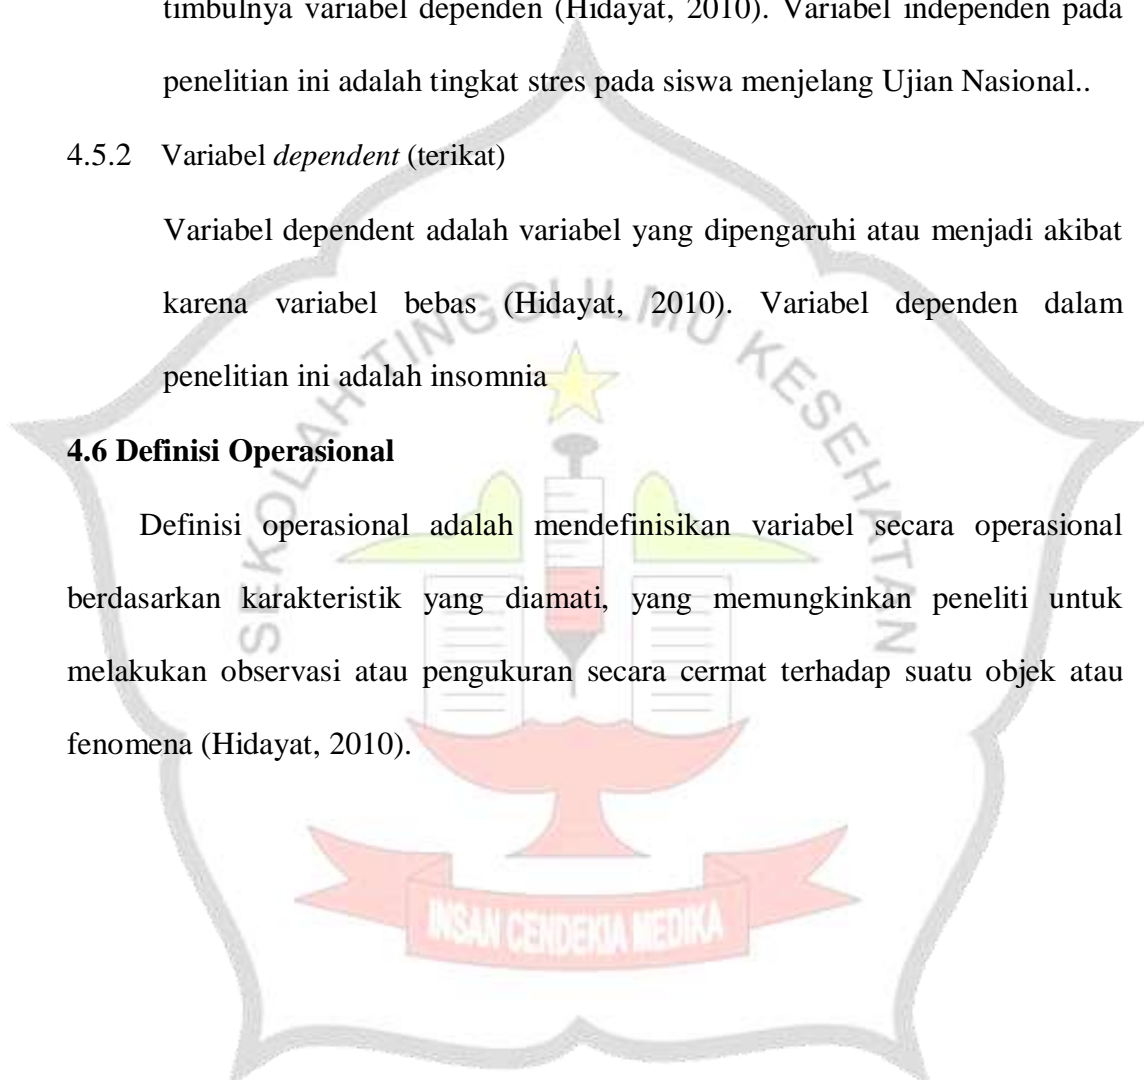 timbulnya variabel dependen (Hidayat, 2010). Variabel independen pada
penelitian ini adalah tingkat stres pada siswa menjelang Ujian Nasional..
4.5.2 Variabel dependent (terikat)
Variabel dependent adalah variabel yang dipengaruhi atau menjadi akibat
karena variabel bebas (Hidayat, 2010). Variabel dependen dalam
penelitian ini adalah insomnia
4.6 Definisi Operasional
Definisi operasional adalah mendefinisikan variabel secara operasional
berdasarkan karakteristik yang diamati, yang memungkinkan peneliti untuk
melakukan observasi atau pengukuran secara cermat terhadap suatu objek atau
fenomena (Hidayat, 2010).
SEKOLAH TINGGI ILMU KESEHATAN
INSAN CENDEKIA MEDIKA